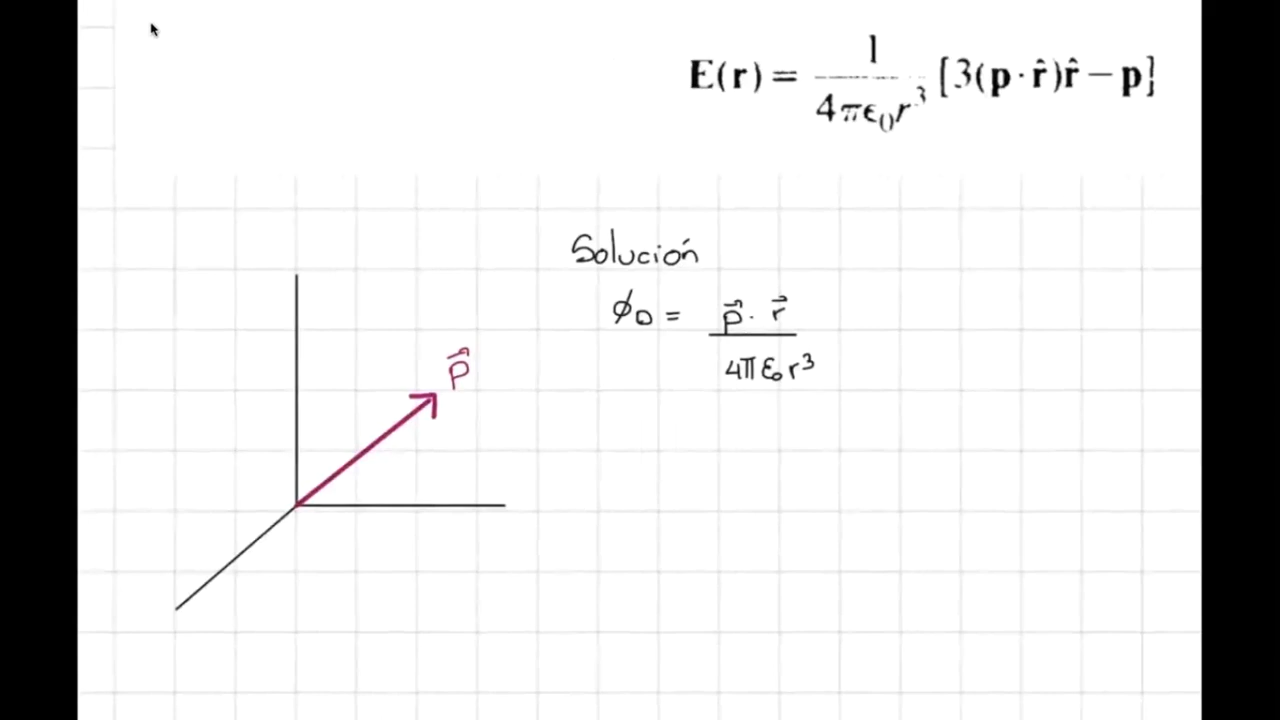 E(r) = 1/4πϵ₀r³ [3(p · r̂)r̂ − p]
Solución
ϕ_D = p⃗ · r⃗ / 4πε₀r³
p⃗